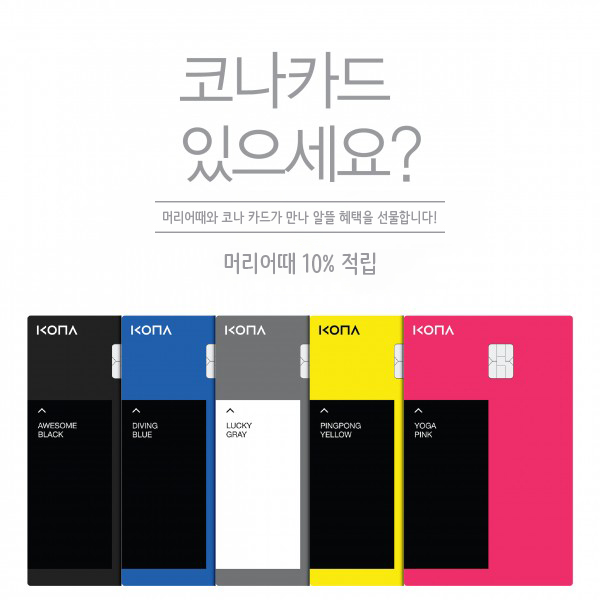 코나카드
있으세요?
머리어때와 코나 카드가 만나 알뜰 혜택을 선물합니다!
머리어때 10% 적립
KONA
KONA
KONA
KONA
KONA
AWESOME
BLACK
DIVING
BLUE
LUCKY
GRAY
PINGPONG
YELLOW
YOGA
PINK